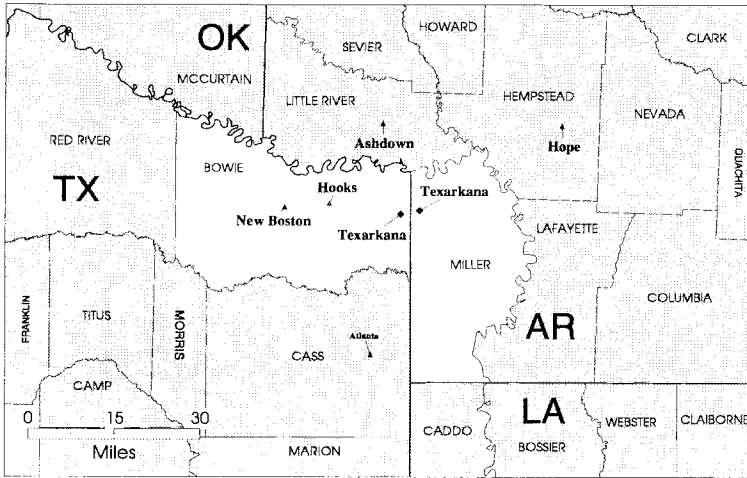 HOWARD
OK
CLARK
SEVIER
MCCURTAIN
LITTLE RIVER
HEMPSTEAD
NEVADA
RED RIVER
Ashdown
Hope
OUACHITA
BOWIE
TX
Hooks
Texarkana
New Boston
Texarkana
LAFAYETTE
MILLER
COLUMBIA
FRANKLIN
TITUS
MORRIS
AR
Atlanta
CASS
CAMP
LA
0 15 30
WEBSTER
CLAIBORNE
CADDO
Miles
BOSSIER
MARION